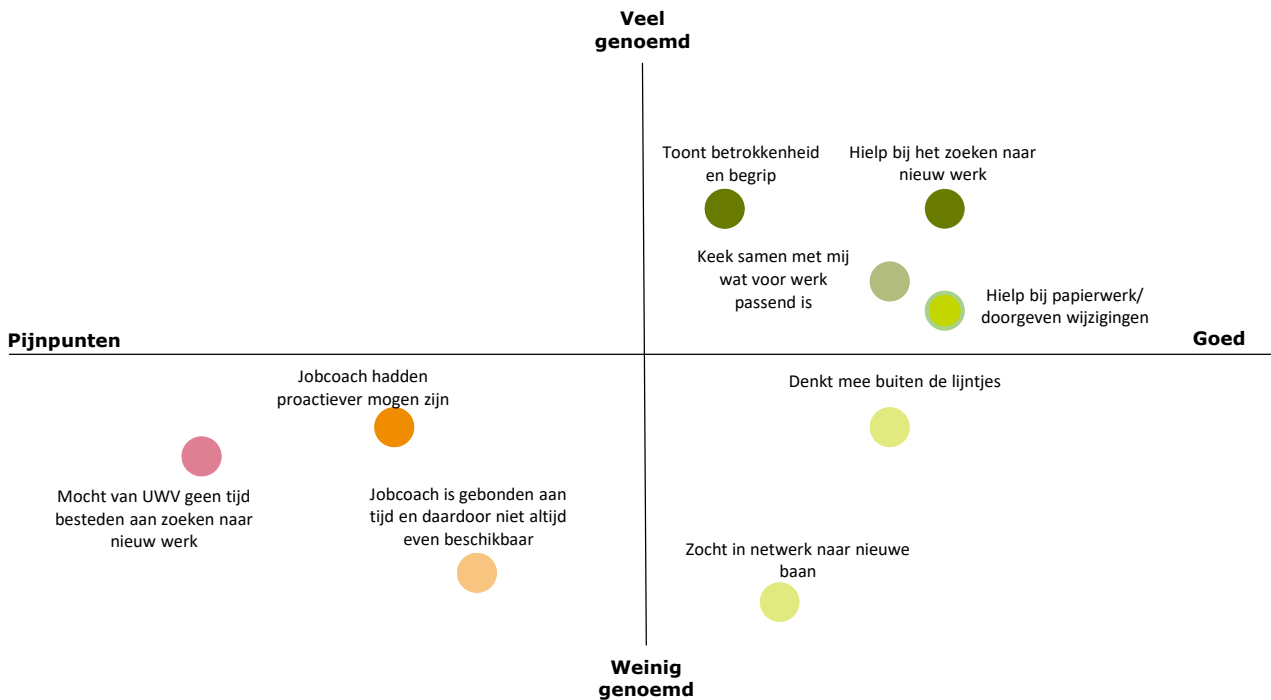 Veel
genoemd
Toont betrokkenheid
en begrip
Hielp bij het zoeken naar
nieuw werk
Keek samen met mij
wat voor werk
passend is
Hielp bij papierwerk/
doorgeven wijzigingen
Pijnpunten
Goed
Jobcoach hadden
proactiever mogen zijn
Denkt mee buiten de lijntjes
Mocht van UWV geen tijd
besteden aan zoeken naar
nieuw werk
Jobcoach is gebonden aan
tijd en daardoor niet altijd
even beschikbaar
Zocht in netwerk naar nieuwe
baan
Weinig
genoemd